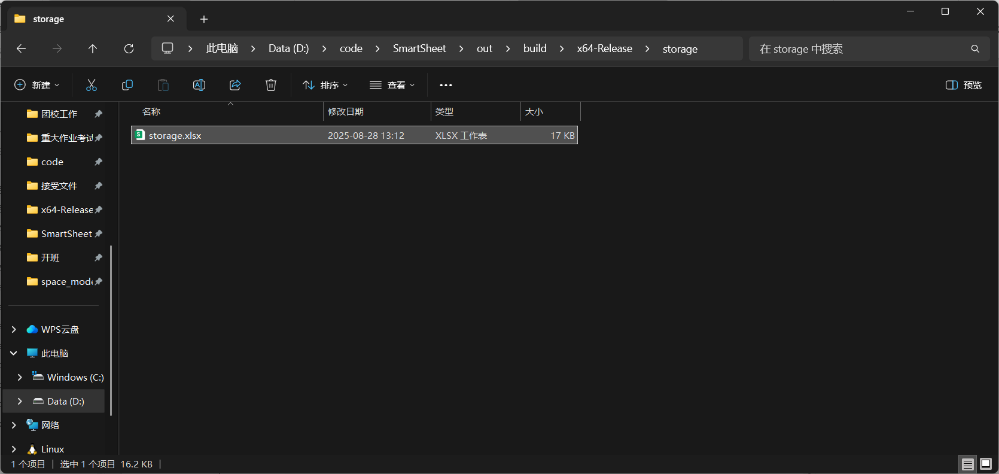 storage
此电脑 Data (D:) code SmartSheet out build x64-Release storage
在 storage 中搜索
新建 排序 查看 预览
名称 修改日期 类型 大小
storage.xlsx 2025-08-28 13:12 XLSX 工作表 17 KB
团校工作
重大作业考试
code
接受文件
x64-Release
SmartSheet
开班
space_mode
WPS云盘
此电脑
Windows (C:)
Data (D:)
网络
Linux
1 个项目 选中 1 个项目 16.2 KB